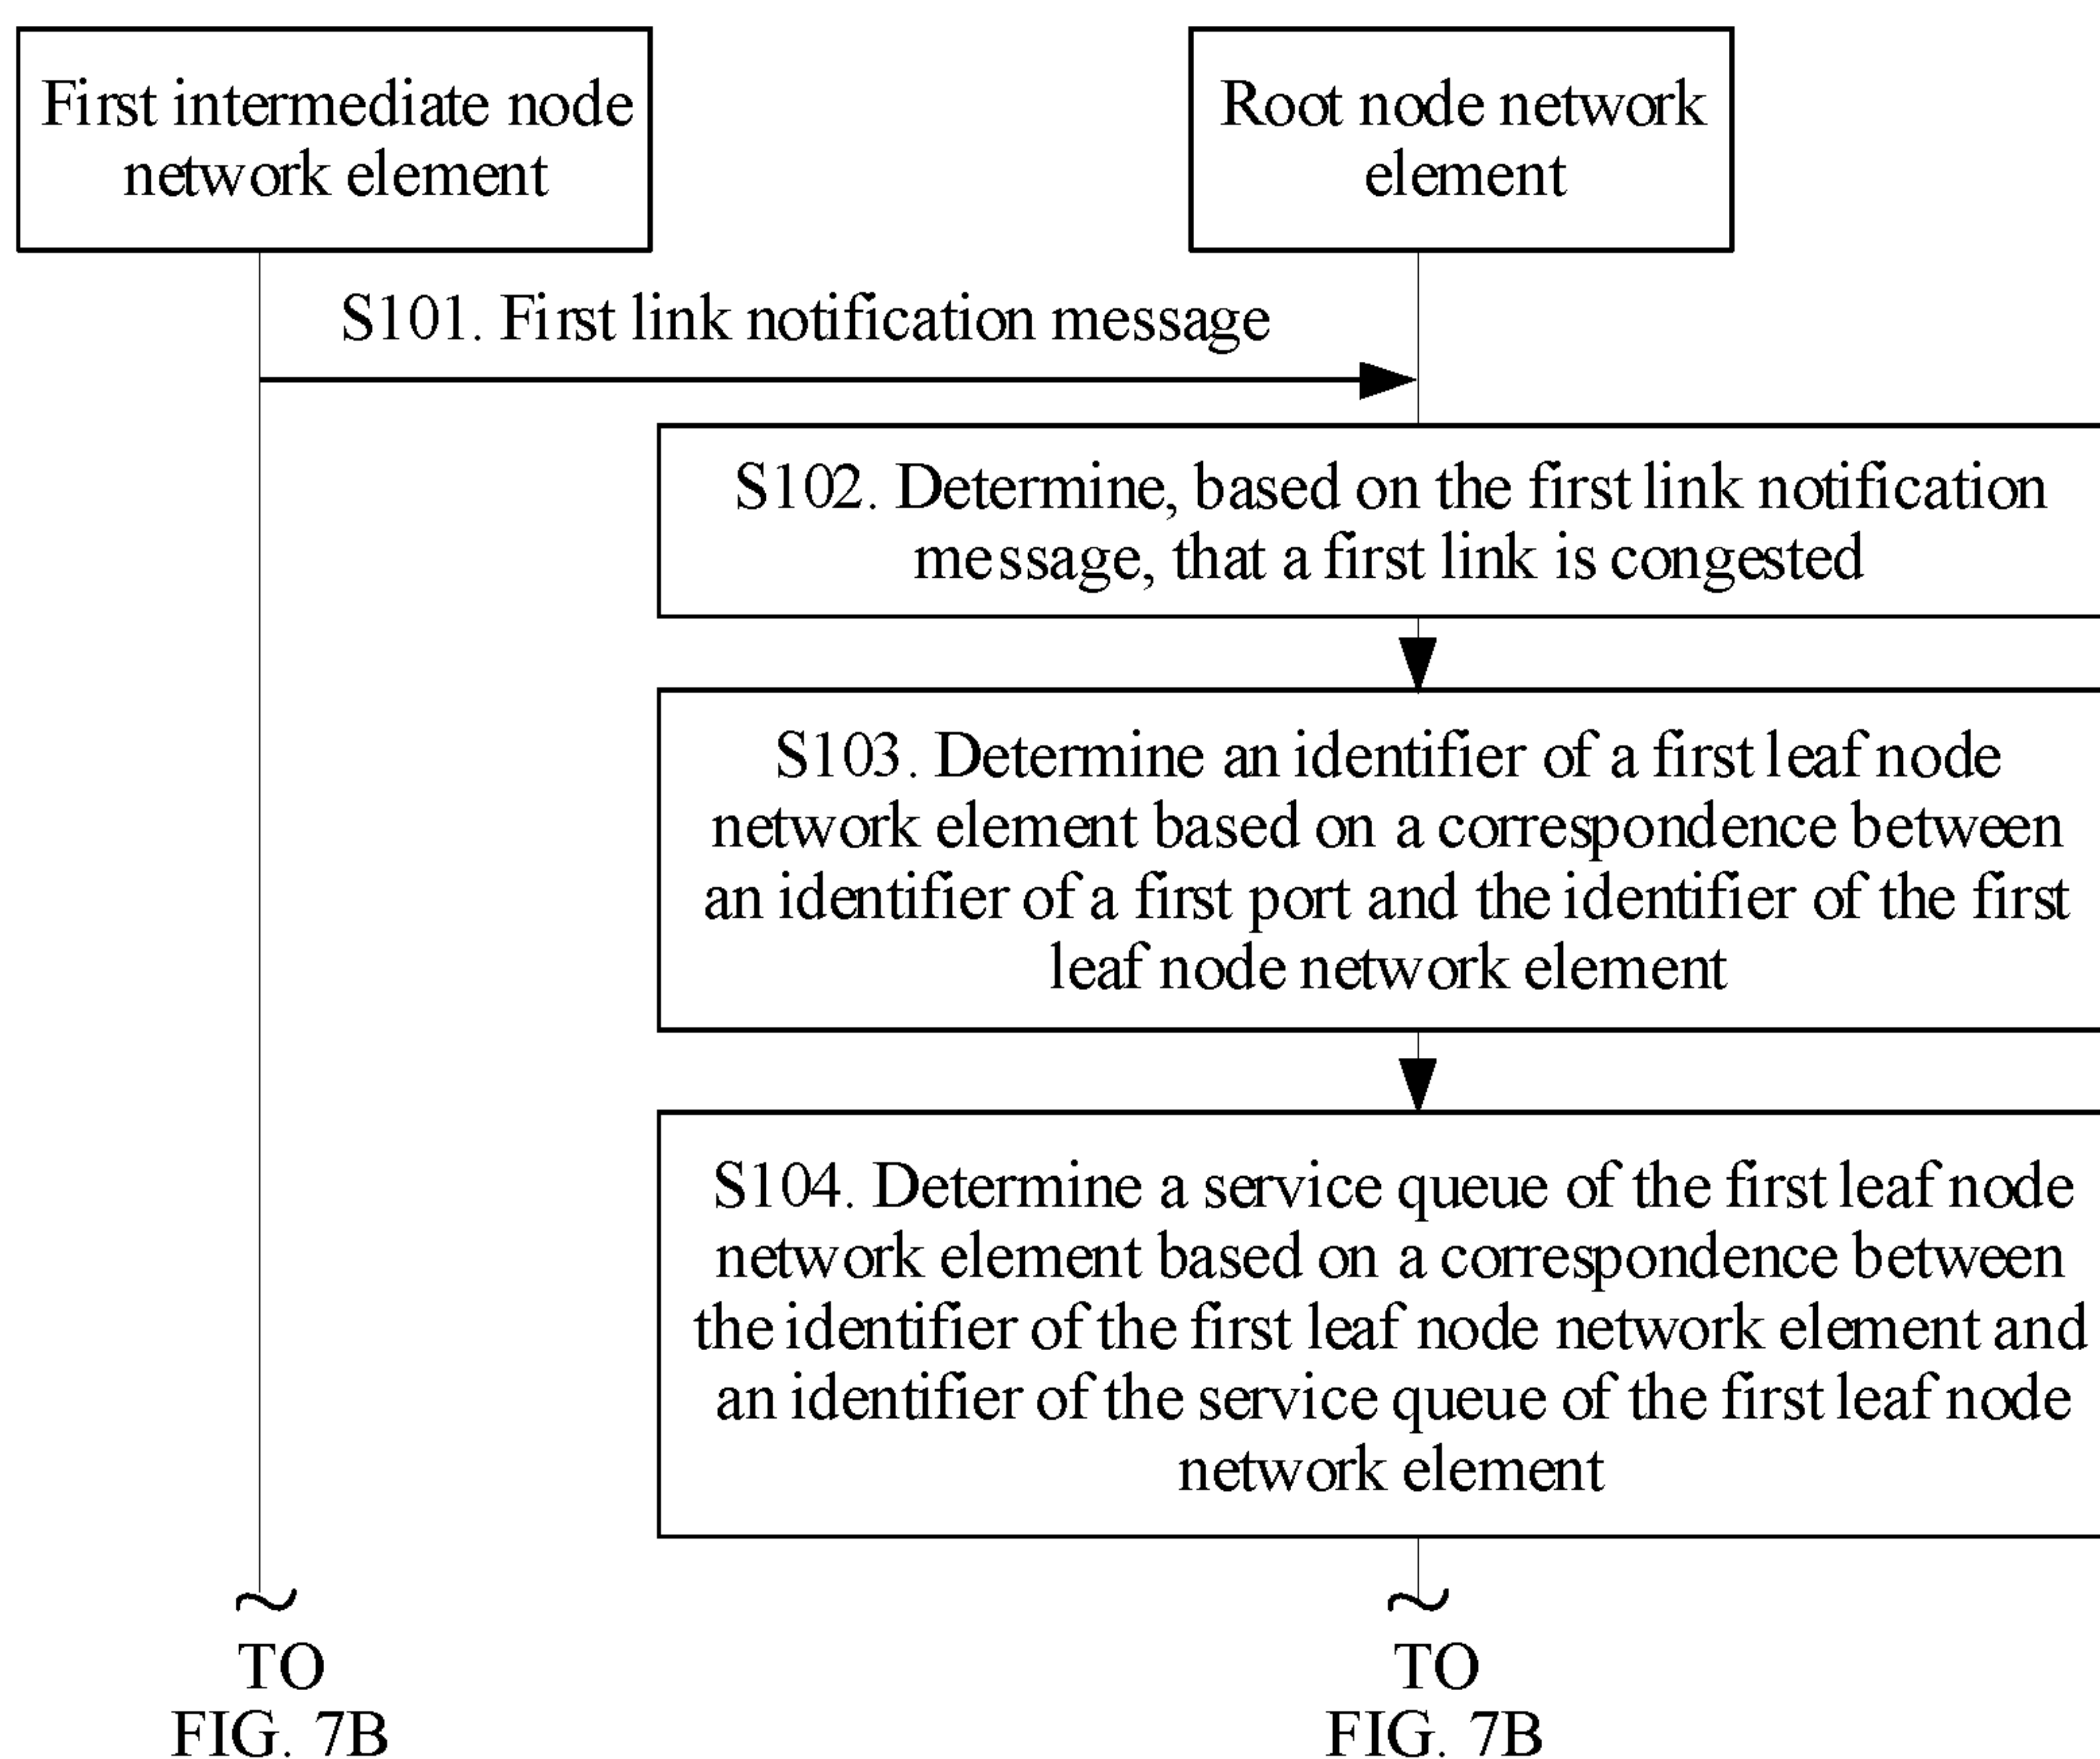 First intermediate node
network element
Root node network
element
S101. First link notification message
S102. Determine, based on the first link notification
message, that a first link is congested
S103. Determine an identifier of a first leaf node
network element based on a correspondence between
an identifier of a first port and the identifier of the first
leaf node network element
S104. Determine a service queue of the first leaf node
network element based on a correspondence between
the identifier of the first leaf node network element and
an identifier of the service queue of the first leaf node
network element
TO
FIG. 7B
TO
FIG. 7B